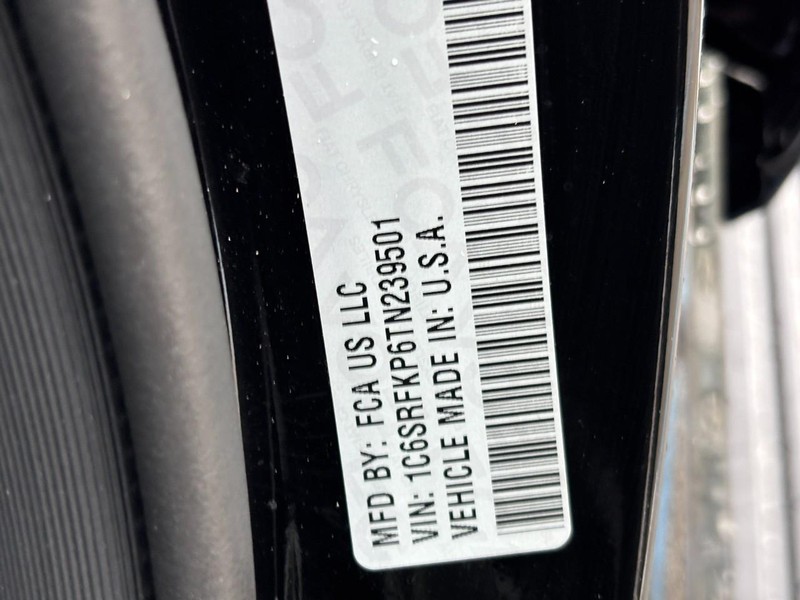 MFD BY: FCA US LLC
VIN: 1C6SRFKP6TN239501
VEHICLE MADE IN: U.S.A.